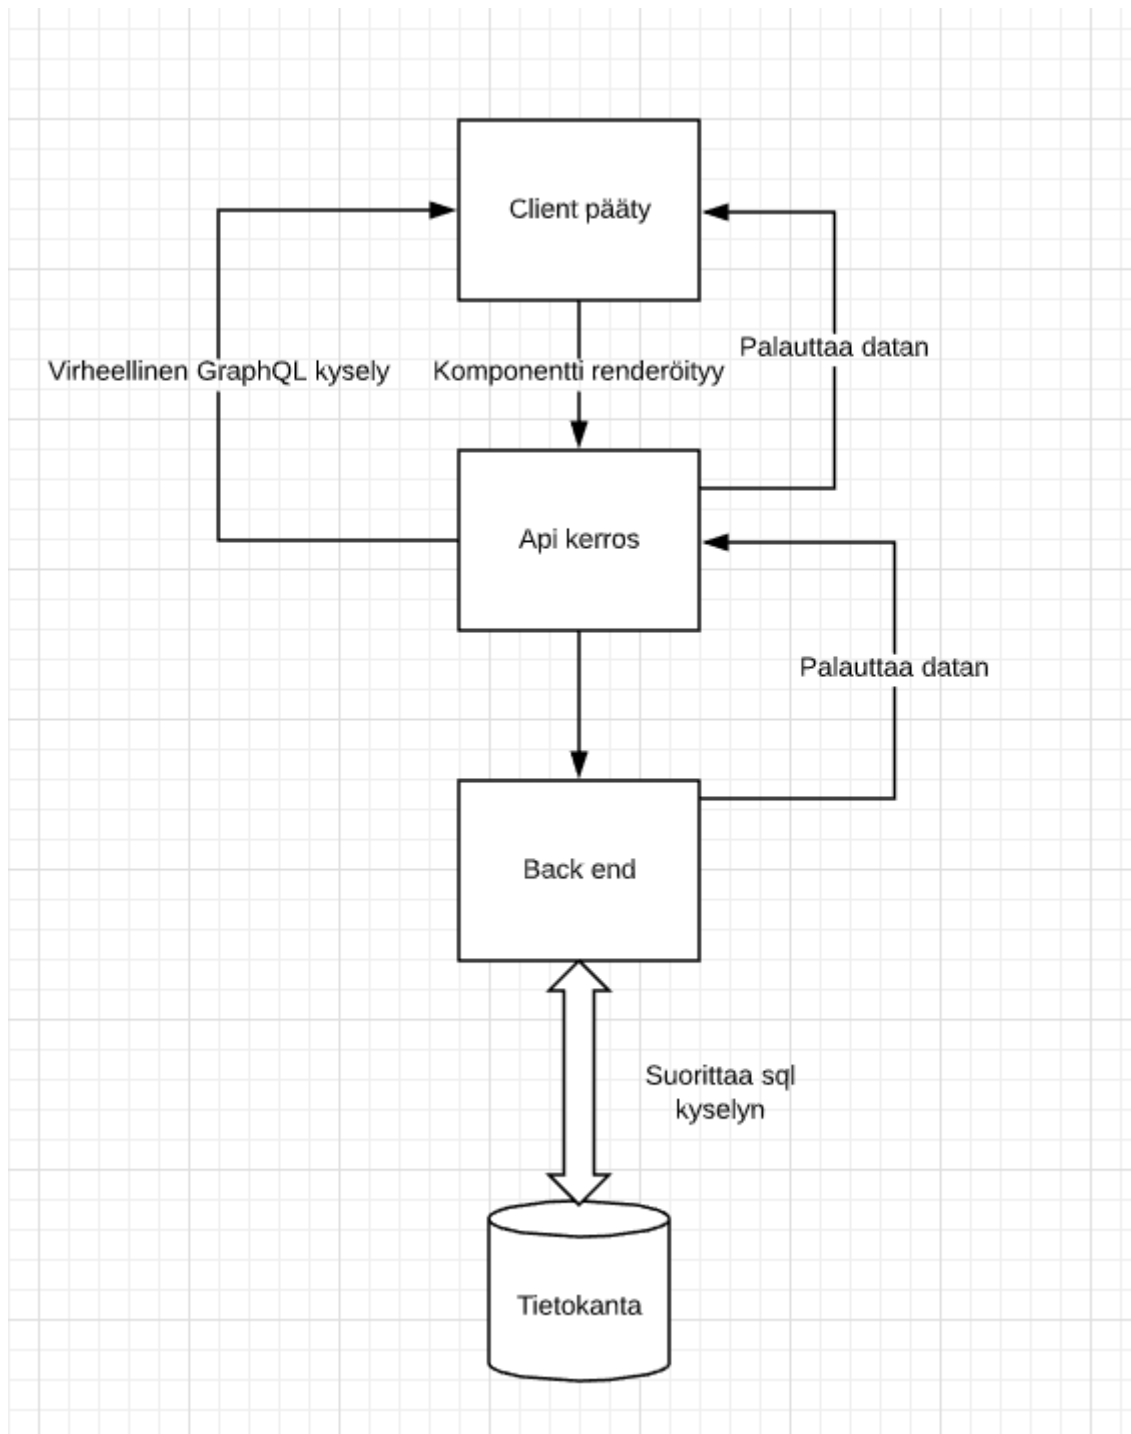 Client pääty
Palauttaa datan
Virheellinen GraphQL kysely
Komponentti renderöityy
Api kerros
Palauttaa datan
Back end
Suorittaa sql
kyselyn
Tietokanta